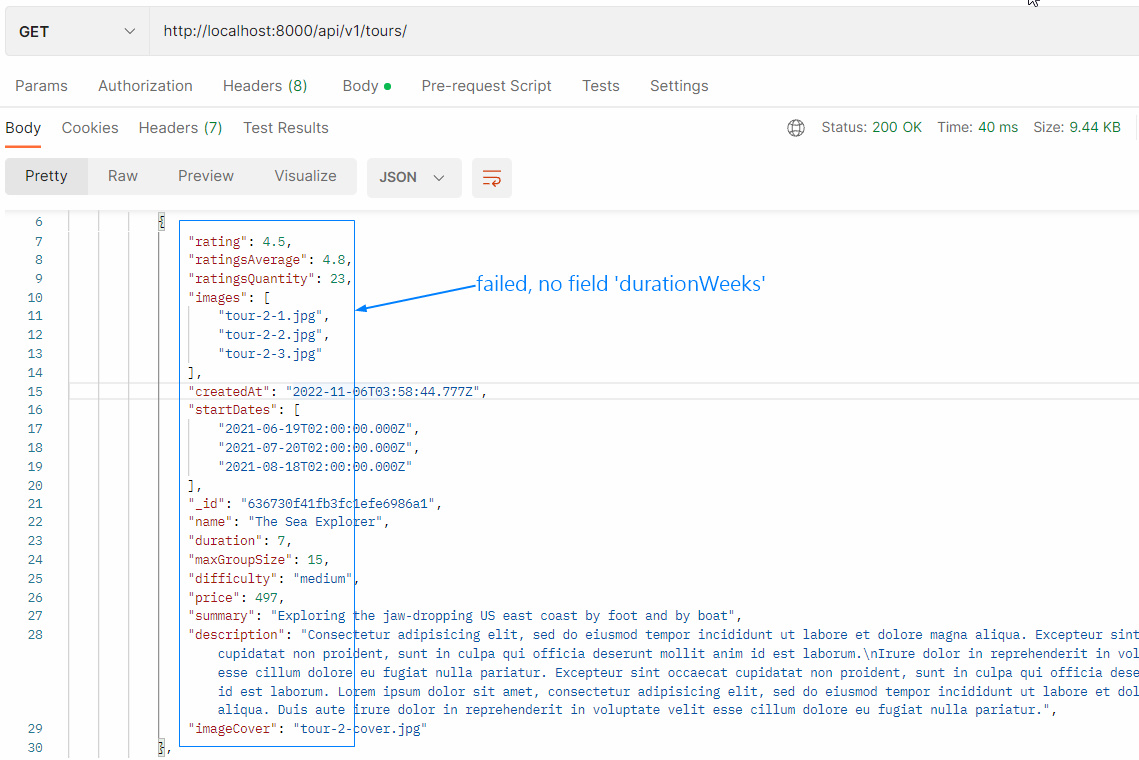 GET http://localhost:8000/api/v1/tours/
Params Authorization Headers (8) Body Pre-request Script Tests Settings
Body Cookies Headers (7) Test Results Status: 200 OK Time: 40 ms Size: 9.44 KB
Pretty Raw Preview Visualize JSON
6 {
7 "rating": 4.5,
8 "ratingsAverage": 4.8,
9 "ratingsQuantity": 23,
failed, no field 'durationWeeks'
10 "images": [
11 "tour-2-1.jpg",
12 "tour-2-2.jpg",
13 "tour-2-3.jpg"
14 ],
15 "createdAt": "2022-11-06T03:58:44.777Z",
16 "startDates": [
17 "2021-06-19T02:00:00.000Z",
18 "2021-07-20T02:00:00.000Z",
19 "2021-08-18T02:00:00.000Z"
20 ],
21 "_id": "636730f41fb3fc1efe6986a1",
22 "name": "The Sea Explorer",
23 "duration": 7,
24 "maxGroupSize": 15,
25 "difficulty": "medium",
26 "price": 497,
27 "summary": "Exploring the jaw-dropping US east coast by foot and by boat",
28 "description": "Consectetur adipisicing elit, sed do eiusmod tempor incididunt ut labore et dolore magna aliqua. Excepteur sint
cupidatat non proident, sunt in culpa qui officia deserunt mollit anim id est laborum.\nIrure dolor in reprehenderit in vol
esse cillum dolore eu fugiat nulla pariatur. Excepteur sint occaecat cupidatat non proident, sunt in culpa qui officia dese
id est laborum. Lorem ipsum dolor sit amet, consectetur adipisicing elit, sed do eiusmod tempor incididunt ut labore et dol
aliqua. Duis aute irure dolor in reprehenderit in voluptate velit esse cillum dolore eu fugiat nulla pariatur.",
29 "imageCover": "tour-2-cover.jpg"
30 },